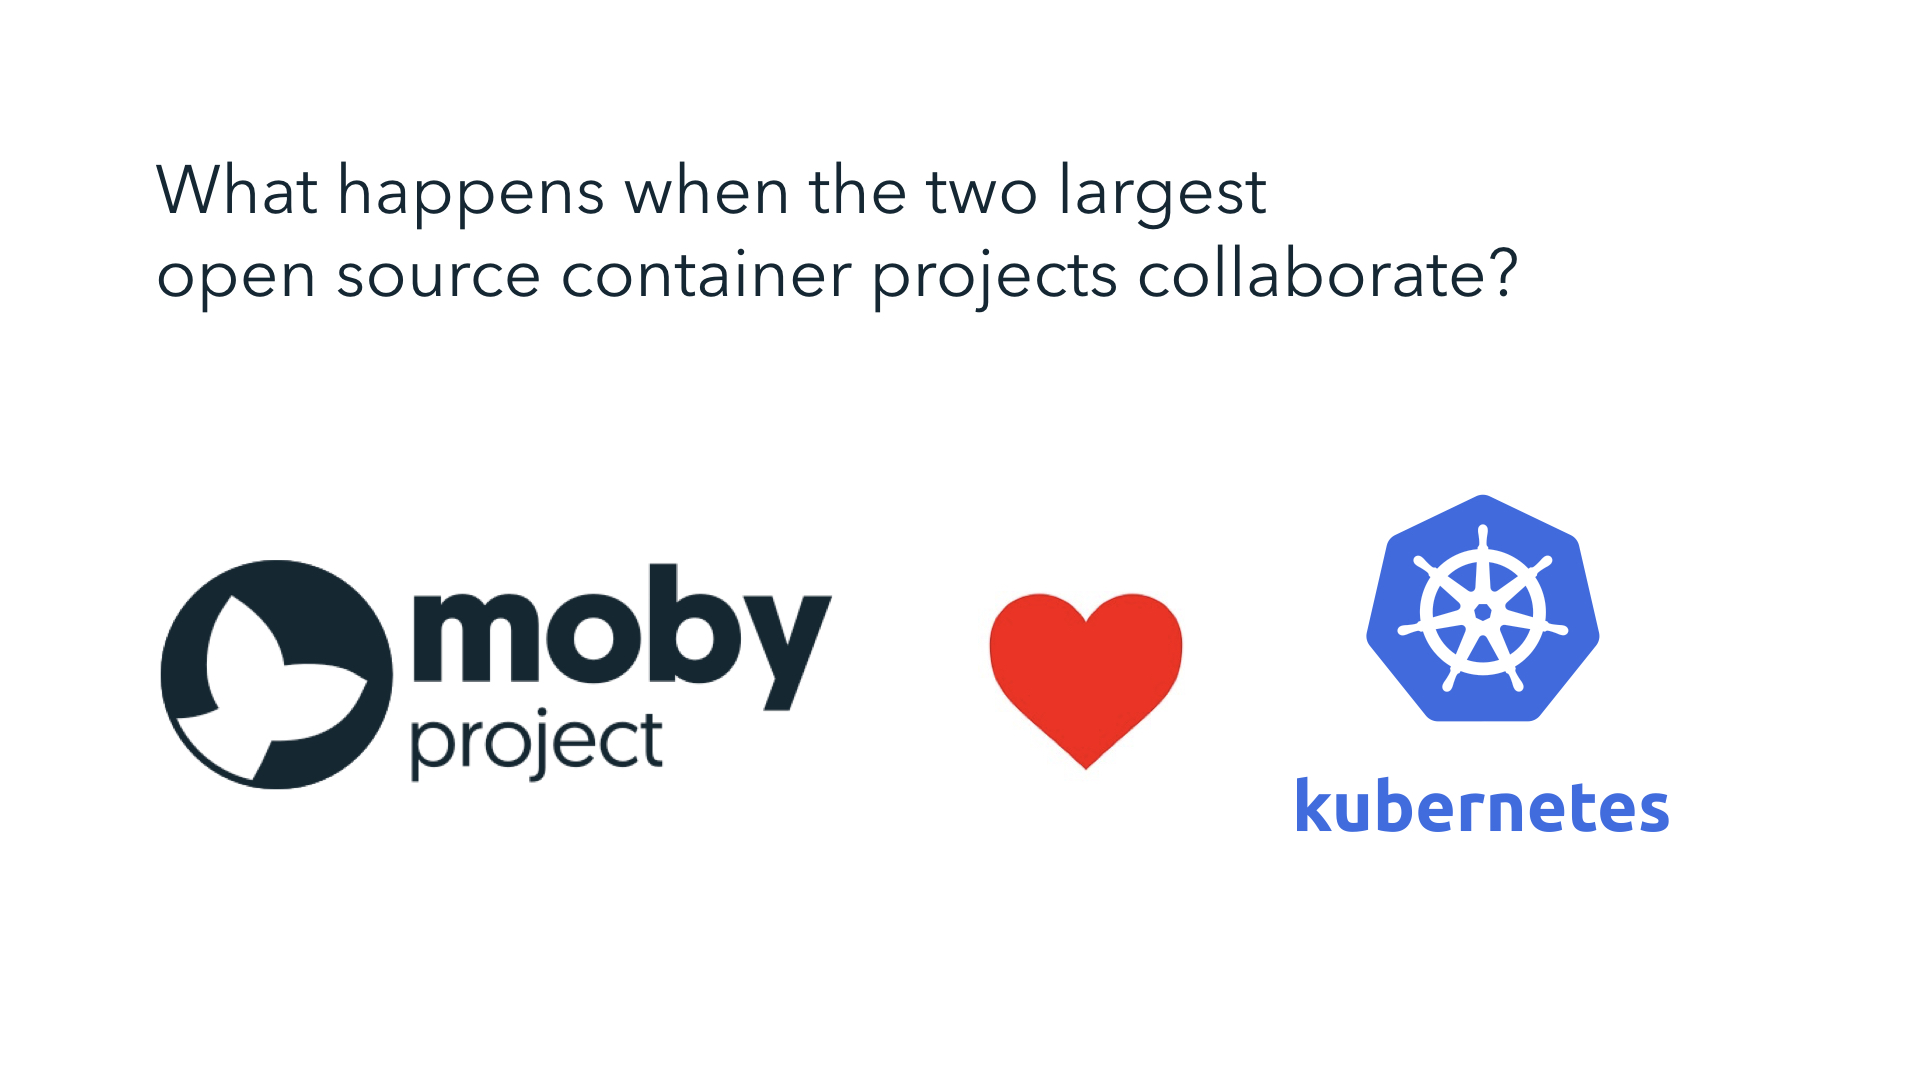 What happens when the two largest
open source container projects collaborate?
moby
project
kubernetes